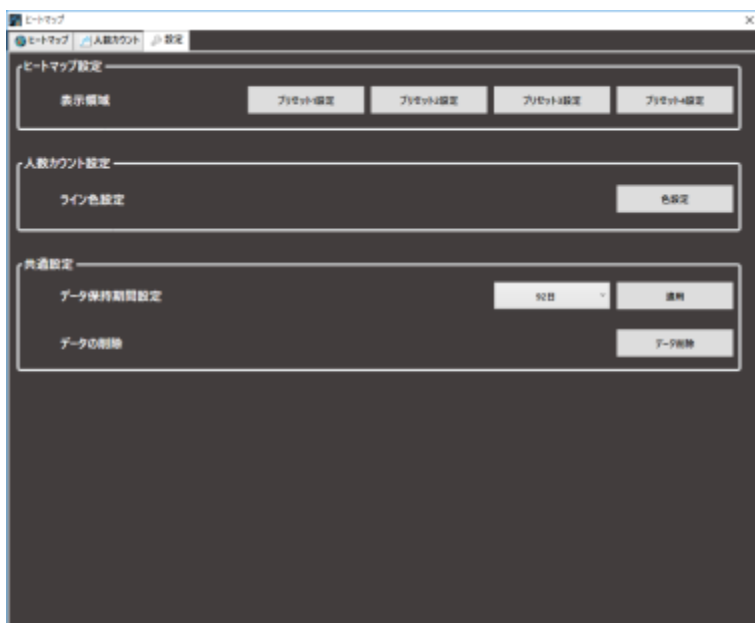 ヒートマップ
ヒートマップ 人数カウント 設定
ヒートマップ設定
表示領域 プリセット1設定 プリセット2設定 プリセット3設定 プリセット4設定
人数カウント設定
ライン色設定 色設定
共通設定
データ保持期間設定 92日 適用
データの削除 データ削除